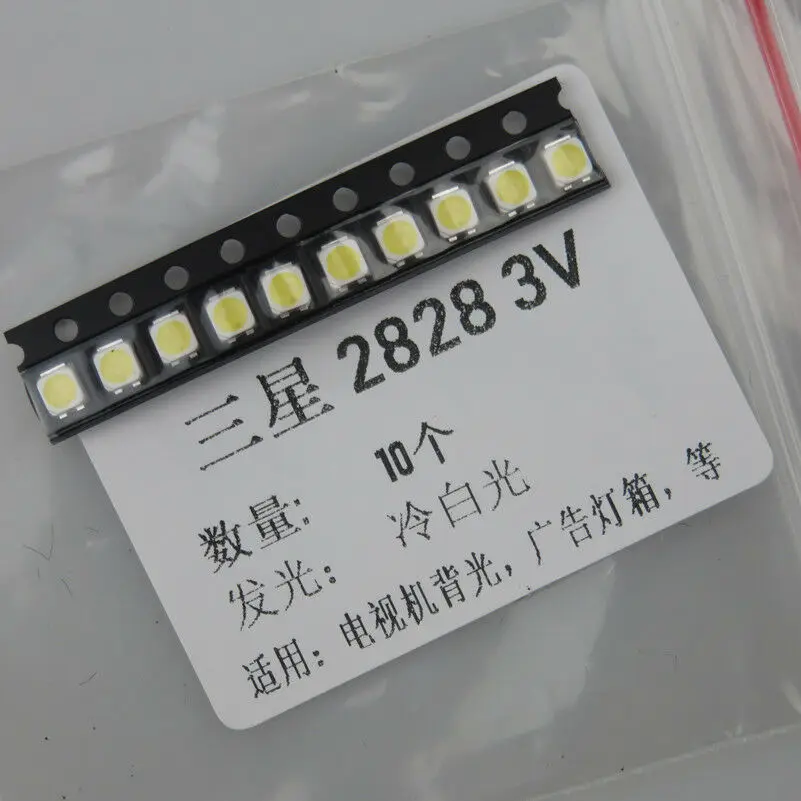 三星 2828 3V
数量: 10个
发光: 冷白光
适用: 电视机背光, 广告灯箱, 等